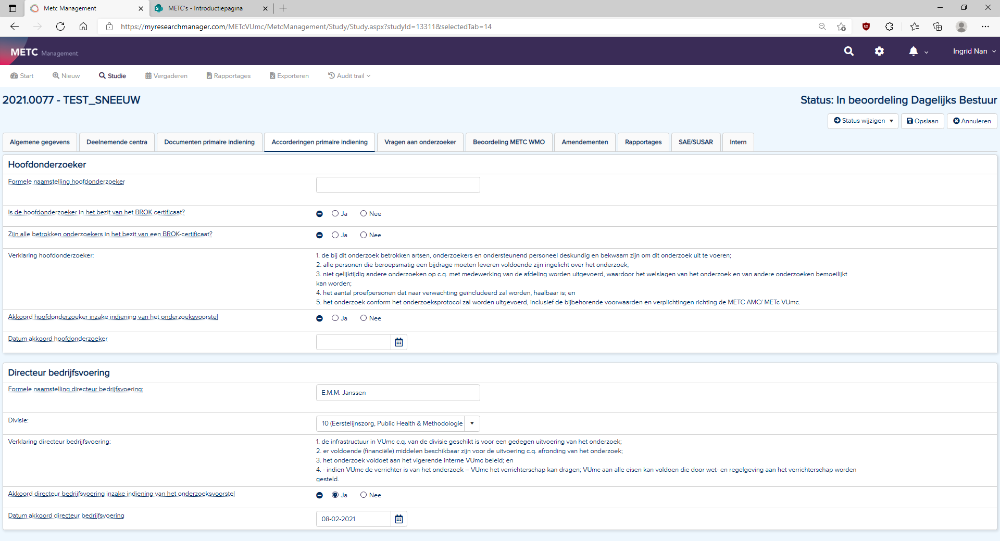 Metc Management
METC's - Introductiepagina
https://myresearchmanager.com/METcVUmc/MetcManagement/Study/Study.aspx?studyId=13311&selectedTab=14
METC Management
Ingrid Nan
Start
Nieuw
Studie
Vergaderen
Rapportages
Exporteren
Audit trail
2021.0077 - TEST_SNEEUW
Status: In beoordeling Dagelijks Bestuur
Status wijzigen
Opslaan
Annuleren
Algemene gegevens
Deelnemende centra
Documenten primaire indiening
Accorderingen primaire indiening
Vragen aan onderzoeker
Beoordeling METC WMO
Amendementen
Rapportages
SAE/SUSAR
Intern
Hoofdonderzoeker
Formele naamstelling hoofdonderzoeker
Is de hoofdonderzoeker in het bezit van het BROK certificaat?
Ja Nee
Zijn alle betrokken onderzoekers in het bezit van een BROK-certificaat?
Ja Nee
Verklaring hoofdonderzoeker:
1. de bij dit onderzoek betrokken artsen, onderzoekers en ondersteunend personeel deskundig en bekwaam zijn om dit onderzoek uit te voeren;
2. alle personen die beroepsmatig een bijdrage moeten leveren voldoende zijn ingelicht over het onderzoek;
3. niet gelijktijdig andere onderzoeken op c.q. met medewerking van de afdeling worden uitgevoerd, waardoor het welslagen van het onderzoek en van andere onderzoeken bemoeilijkt
kan worden;
4. het aantal proefpersonen dat naar verwachting geïncludeerd zal worden, haalbaar is; en
5. het onderzoek conform het onderzoeksprotocol zal worden uitgevoerd, inclusief de bijbehorende voorwaarden en verplichtingen richting de METC AMC/ METc VUmc.
Akkoord hoofdonderzoeker inzake indiening van het onderzoeksvoorstel
Ja Nee
Datum akkoord hoofdonderzoeker
Directeur bedrijfsvoering
Formele naamstelling directeur bedrijfsvoering:
E.M.M. Janssen
Divisie:
10 (Eerstelijnszorg, Public Health & Methodologie
Verklaring directeur bedrijfsvoering:
1. de infrastructuur in VUmc c.q. van de divisie geschikt is voor een gedegen uitvoering van het onderzoek;
2. er voldoende (financiële) middelen beschikbaar zijn voor de uitvoering c.q. afronding van het onderzoek;
3. het onderzoek voldoet aan het vigerende interne VUmc beleid; en
4. - indien VUmc de verrichter is van het onderzoek – VUmc het verrichterschap kan dragen; VUmc aan alle eisen kan voldoen die door wet- en regelgeving aan het verrichterschap worden
gesteld.
Akkoord directeur bedrijfsvoering inzake indiening van het onderzoeksvoorstel
Ja Nee
Datum akkoord directeur bedrijfsvoering
08-02-2021